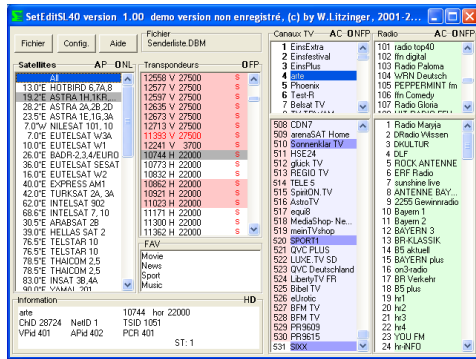 SetEditSL40 version 1.00 demo version non enregistré, (c) by W.Litzinger, 2001-2...
Fichier
Config.
Aide
Fichier
Senderliste.DBM
Satellites AP ONL
All
13.0°E HOTBIRD 6,7A,8
19.2°E ASTRA 1H,1KR,...
28.2°E ASTRA 2A,2B,2D
23.5°E ASTRA 1E,1G,3A
7.0°W NILESAT 101, 10
7.0°E EUTELSAT W3A
10.0°E EUTELSAT W1
26.0°E BADR-2,3,4/EURO
36.0°E EUTELSAT SESAT
16.0°E EUTELSAT W2
40.0°E EXPRESS AM1
42.0°E TURKSAT 2A, 3A
62.0°E INTELSAT 902
68.6°E INTELSAT 7, 10
30.5°E ARABSAT 2B
39.0°E HELLAS SAT 2
76.5°E TELSTAR 10
76.5°E TELSTAR 10
78.5°E THAICOM 2,5
78.5°E THAICOM 2,5
83.0°E INSAT 3B,4A
90.0°E YAMAL 201
Transpondeurs OFP
12558 V 27500 S
12577 V 27500 S
12597 V 27500 S
12635 V 27500 S
12673 V 27500 S
12713 V 27500 S
11393 V 27500 S
12241 V 3700 S
10744 H 22000
10773 H 22000
10832 H 22000
10862 H 22000 S
10921 H 22000 S
11023 H 22000 S
11171 H 22000
11302 H 22000
11362 H 22000
FAV
Movie
News
Sport
Music
Information HD
arte 10744 hor 22000
ChID 28724 NetID 1 TSID 1051
VPid 401 APid 402 PCR 401
ST: 1
Canaux TV AC ONFP
1 EinsExtra
2 Einsfestival
3 EinsPlus
4 arte
5 Phoenix
6 Test-R
7 Belsat TV
508 CDN7
509 arenaSAT Home
510 Sonnenklar TV
511 HSE24
512 glück TV
513 REGIO TV
514 TELE 5
515 SpiritON.TV
516 AstroTV
517 equi8
518 MediaShop- Ne...
519 meinTVshop
520 SPORT1
521 QVC PLUS
522 LUXE.TV SD
523 QVC Deutschland
524 LibertyTV FR
525 Bibel TV
526 eUrotic
527 BFM TV
528 BFM TV
529 PR9609
530 PR9615
531 SIXX
Radio AC ONFP
101 radio top40
102 ffn digital
103 Radio Paloma
104 WRN Deutsch
105 PEPPERMINT fm
106 ffn Comedy
107 Radio Gloria
1 Radio Maryja
2 DRadio Wissen
3 DKULTUR
4 DLF
5 ROCK ANTENNE
6 ERF Radio
7 sunshine live
8 ANTENNE BAY...
9 2255 Gewinnradio
10 Bayern 1
11 Bayern 2
12 BAYERN 3
13 BR-KLASSIK
14 B5 aktuell
15 BAYERN plus
16 on3-radio
17 BR Verkehr
18 B5 plus
19 hr1
20 hr2
21 hr3
22 hr4
23 YOU FM
24 hr-iNFO